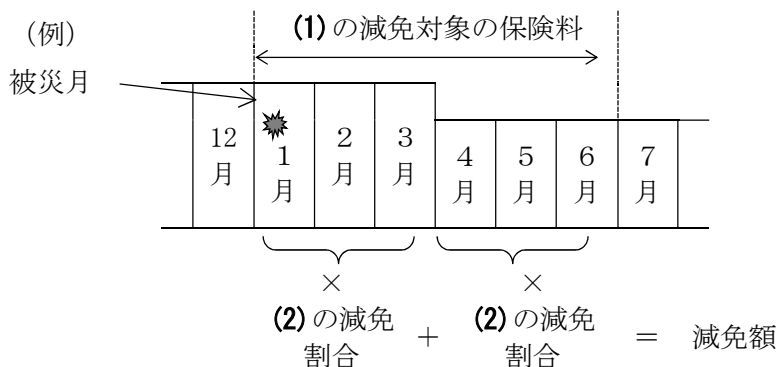 (例)
(1)の減免対象の保険料
被災月
12月
1月
2月
3月
4月
5月
6月
7月
×
×
(2)の減免割合
+
(2)の減免割合
=
減免額